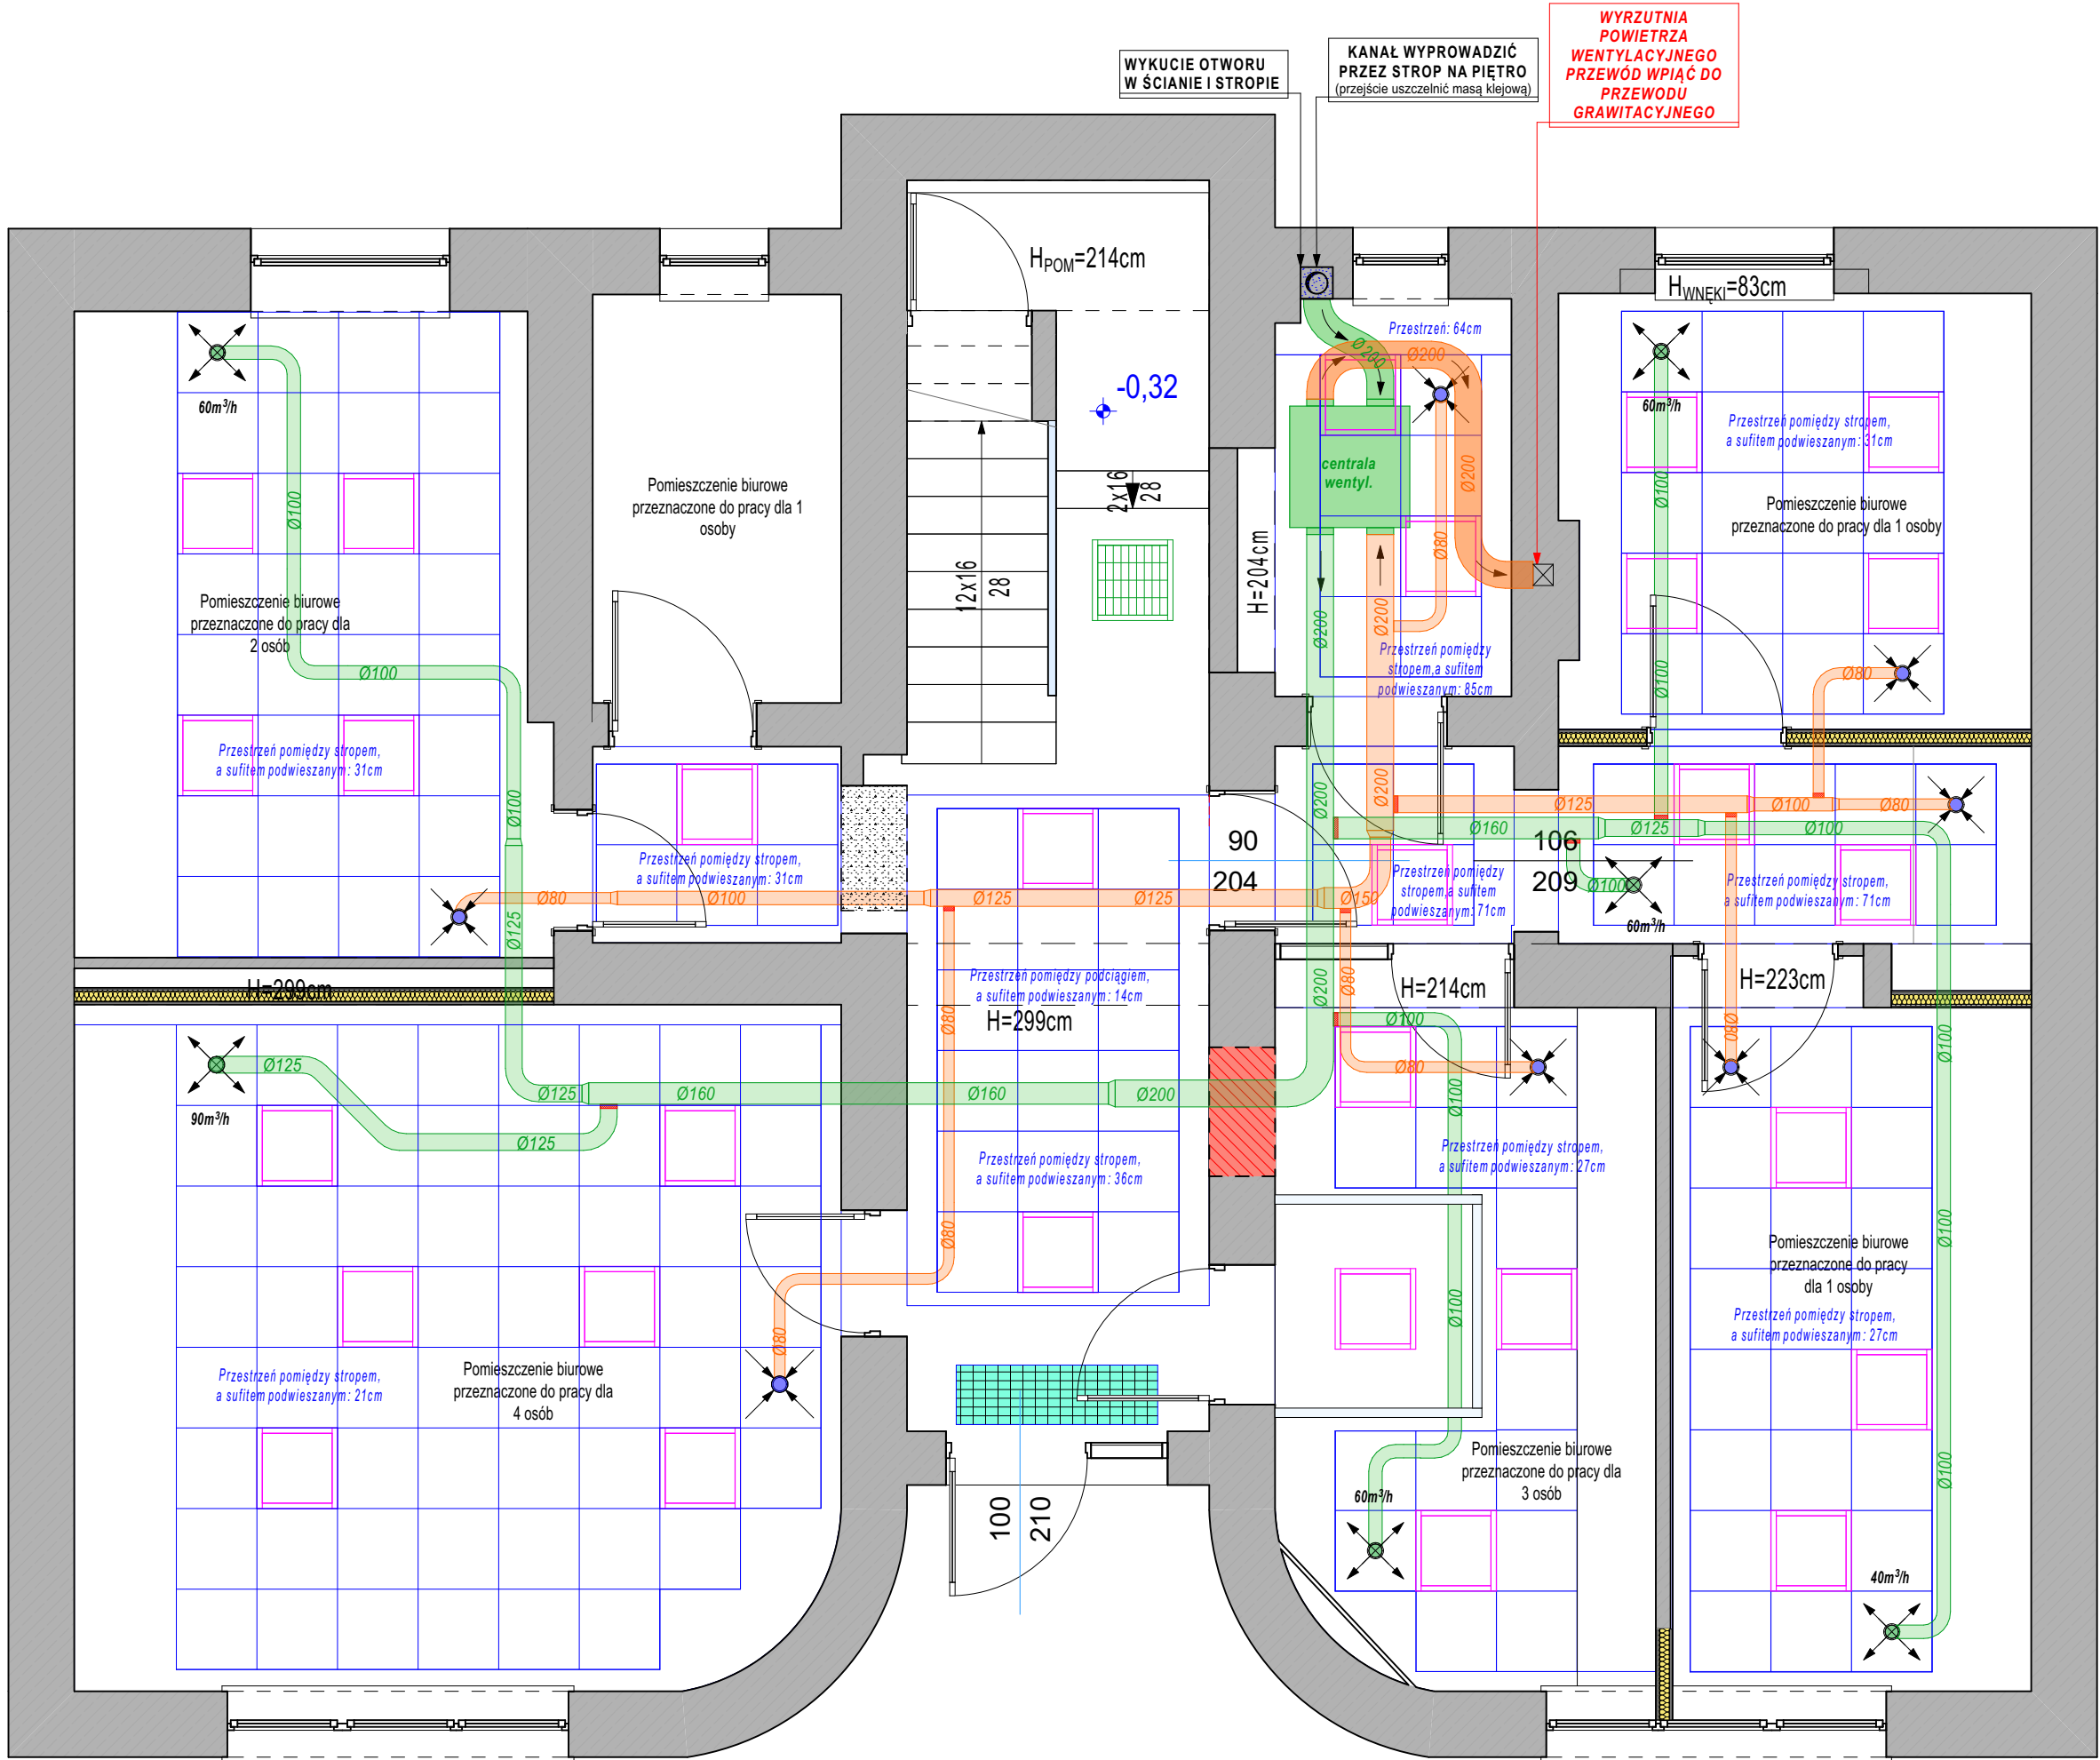 WYRZUTNIA
POWIETRZA
WENTYLACYJNEGO
PRZEWÓD WPIĄĆ DO
PRZEWODU
GRAWITACYJNEGO
KANAŁ WYPROWADZIĆ
PRZEZ STROP NA PIĘTRO
(przejście uszczelnić masą klejową)
WYKUCIE OTWORU
W ŚCIANIE I STROPIE
H_POM=214cm
H_WNĘKI=83cm
Przestrzeń: 64cm
Ø200
Ø200
-0,32
60m³/h
60m³/h
Przestrzeń pomiędzy stropem,
a sufitem podwieszanym: 31cm
centrala
wentyl.
Ø200
Ø100
Ø100
2x16
28
Pomieszczenie biurowe
przeznaczone do pracy dla 1
osoby
Pomieszczenie biurowe
przeznaczone do pracy dla 1 osoby
Ø80
H=204cm
12x16
28
Pomieszczenie biurowe
przeznaczone do pracy dla
2 osób
Ø200
Ø200
Przestrzeń pomiędzy
stropem,a sufitem
podwieszanym: 85cm
Ø100
Ø100
Ø80
Przestrzeń pomiędzy stropem,
a sufitem podwieszanym: 31cm
Ø100
Ø200
Ø200
Ø125
Ø100
Ø80
Ø160
Ø125
Ø100
90
204
106
209
Przestrzeń pomiędzy stropem,
a sufitem podwieszanym: 31cm
Przestrzeń pomiędzy
stropem,a sufitem
podwieszanym: 71cm
Ø100
60m³/h
Przestrzeń pomiędzy stropem,
a sufitem podwieszanym: 71cm
Ø80
Ø100
Ø125
Ø125
Ø150
Ø125
H=299cm
Przestrzeń pomiędzy podciągiem,
a sufitem podwieszanym: 14cm
H=299cm
Ø80
Ø200
Ø80
H=214cm
H=223cm
Ø100
Ø80
Ø100
Ø125
90m³/h
Ø125
Ø125
Ø160
Ø160
Ø200
Ø80
Ø100
Przestrzeń pomiędzy stropem,
a sufitem podwieszanym: 36cm
Przestrzeń pomiędzy stropem,
a sufitem podwieszanym: 27cm
Ø80
Ø100
Pomieszczenie biurowe
przeznaczone do pracy
dla 1 osoby
Ø100
Przestrzeń pomiędzy stropem,
a sufitem podwieszanym: 27cm
Ø80
Przestrzeń pomiędzy stropem,
a sufitem podwieszanym: 21cm
Pomieszczenie biurowe
przeznaczone do pracy dla
4 osób
Pomieszczenie biurowe
przeznaczone do pracy dla
3 osób
Ø100
60m³/h
100
210
40m³/h